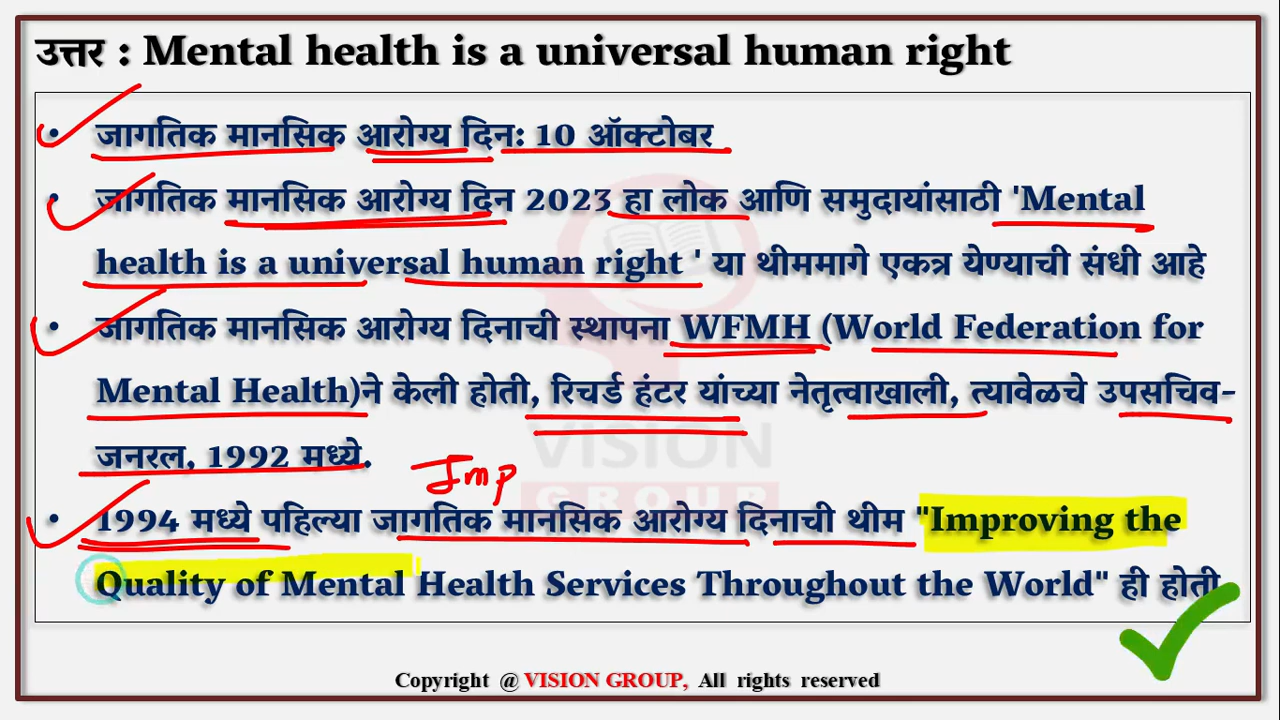 उत्तर : Mental health is a universal human right
• जागतिक मानसिक आरोग्य दिन: 10 ऑक्टोबर
• जागतिक मानसिक आरोग्य दिन 2023 हा लोक आणि समुदायांसाठी 'Mental
health is a universal human right ' या थीममागे एकत्र येण्याची संधी आहे
• जागतिक मानसिक आरोग्य दिनाची स्थापना WFMH (World Federation for
Mental Health)ने केली होती, रिचर्ड हंटर यांच्या नेतृत्वाखाली, त्यावेळचे उपसचिव-
जनरल, 1992 मध्ये.
Imp
• 1994 मध्ये पहिल्या जागतिक मानसिक आरोग्य दिनाची थीम "Improving the
Quality of Mental Health Services Throughout the World" ही होती
VISION
GROUP
Copyright @ VISION GROUP, All rights reserved